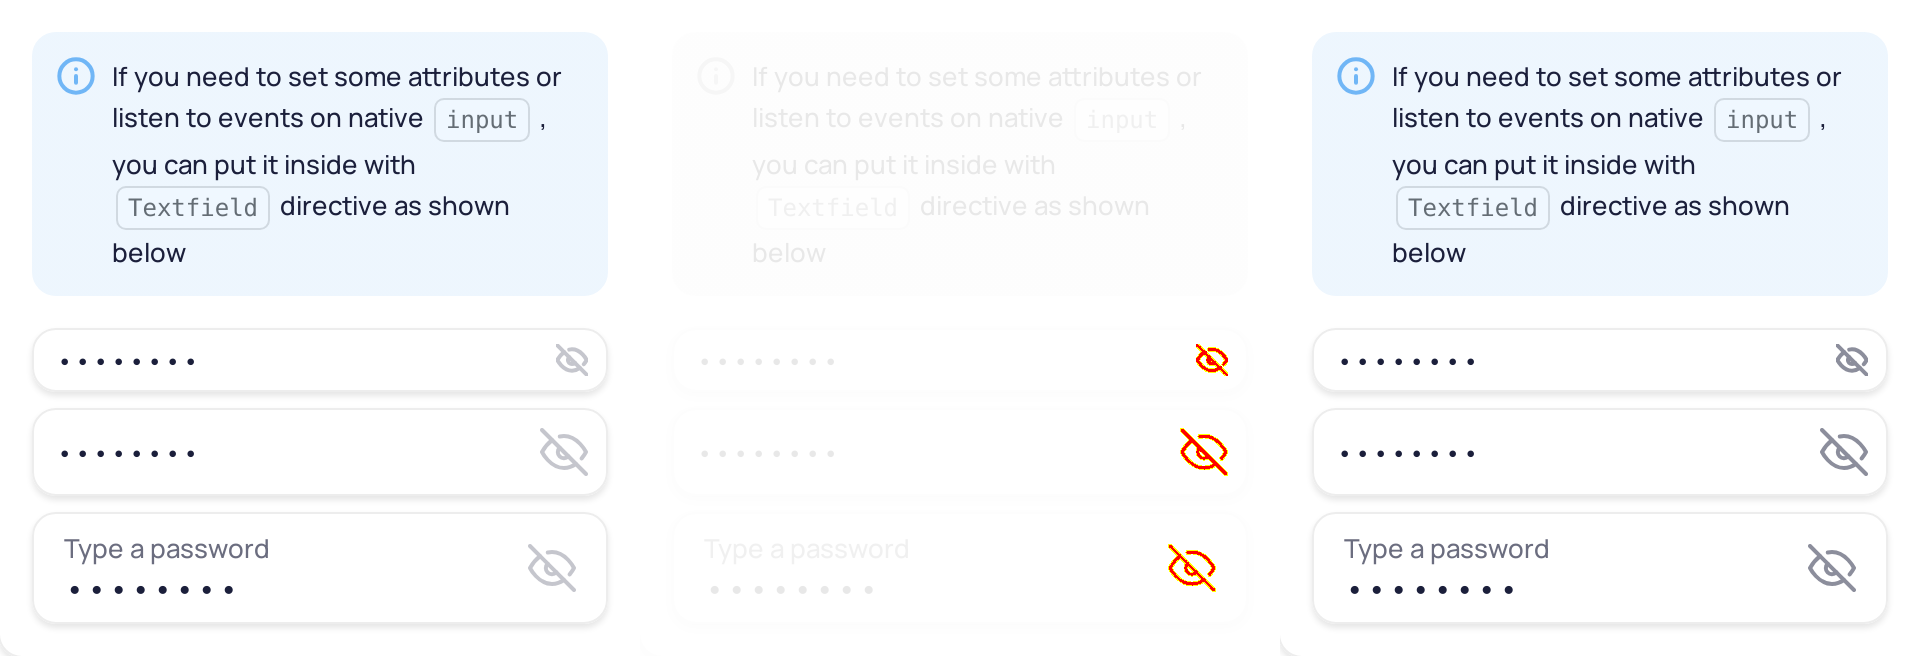 If you need to set some attributes or
listen to events on native input ,
you can put it inside with
Textfield directive as shown
below
••••••••
••••••••
Type a password
••••••••
If you need to set some attributes or
listen to events on native input ,
you can put it inside with
Textfield directive as shown
below
••••••••
••••••••
Type a password
••••••••
If you need to set some attributes or
listen to events on native input ,
you can put it inside with
Textfield directive as shown
below
••••••••
••••••••
Type a password
••••••••